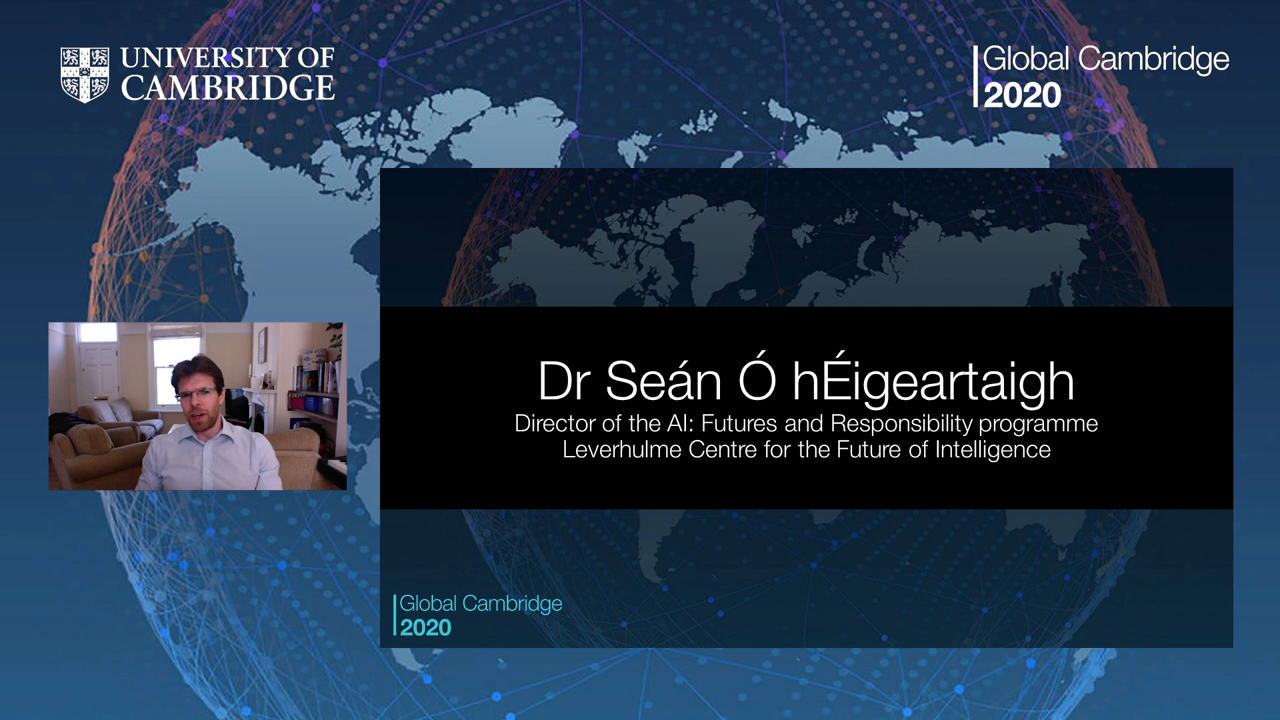 UNIVERSITY OF
CAMBRIDGE
Global Cambridge
2020
Dr Seán Ó hÉigeartaigh
Director of the AI: Futures and Responsibility programme
Leverhulme Centre for the Future of Intelligence
Global Cambridge
2020